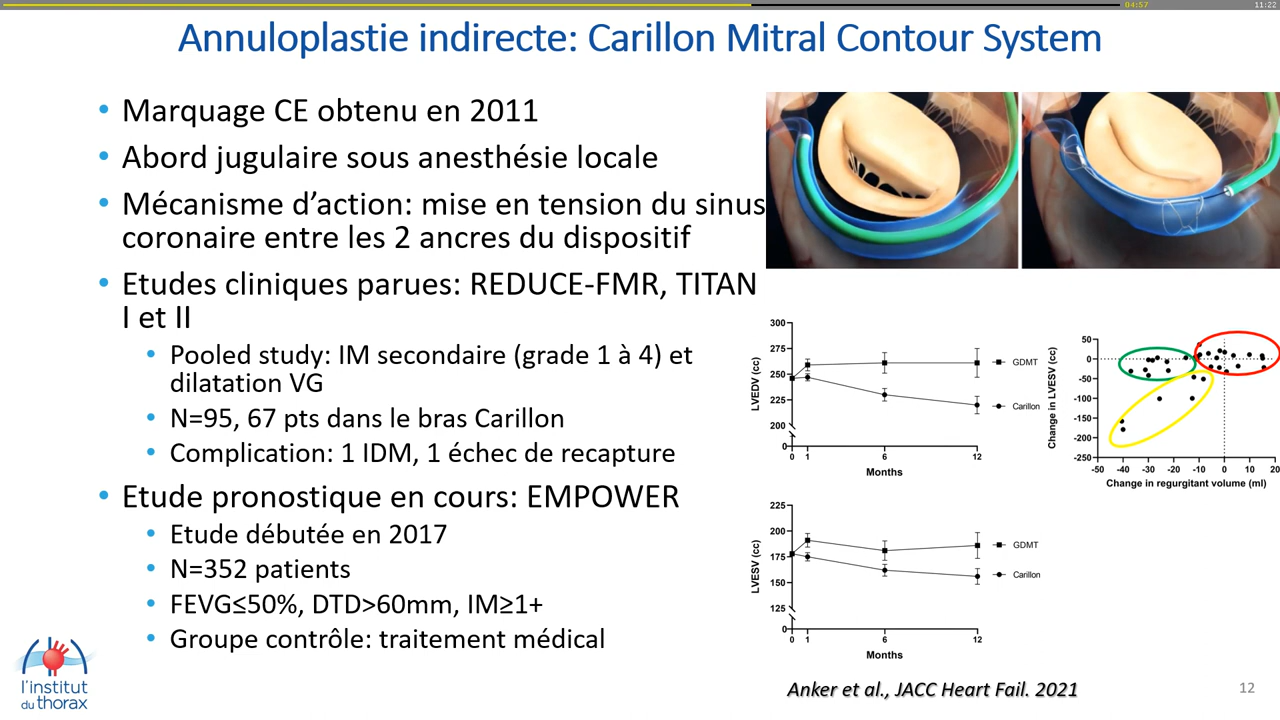 04:57
11:22
Annuloplastie indirecte: Carillon Mitral Contour System
• Marquage CE obtenu en 2011
• Abord jugulaire sous anesthésie locale
• Mécanisme d’action: mise en tension du sinus
coronaire entre les 2 ancres du dispositif
• Etudes cliniques parues: REDUCE-FMR, TITAN
I et II
• Pooled study: IM secondaire (grade 1 à 4) et
dilatation VG
• N=95, 67 pts dans le bras Carillon
• Complication: 1 IDM, 1 échec de recapture
• Etude pronostique en cours: EMPOWER
• Etude débutée en 2017
• N=352 patients
• FEVG≤50%, DTD>60mm, IM≥1+
• Groupe contrôle: traitement médical
LVEDV (cc)
300
275
250
225
200
0
0 1 6 12
Months
GDMT
Carillon
Change in LVESV (cc)
50
0
-50
-100
-150
-200
-250
-50 -40 -30 -20 -10 0 10 20
Change in regurgitant volume (ml)
LVESV (cc)
225
200
175
150
125
0
0 1 6 12
Months
GDMT
Carillon
Anker et al., JACC Heart Fail. 2021
12
l'institut
du thorax